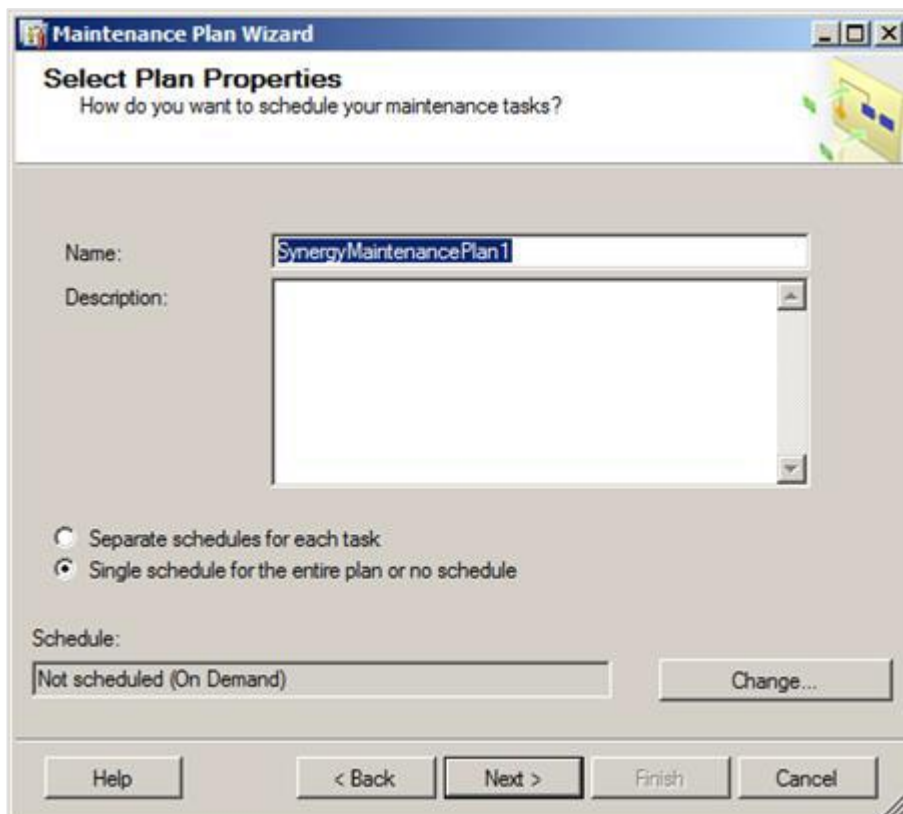 Maintenance Plan Wizard
Select Plan Properties
How do you want to schedule your maintenance tasks?
Name:
SynergyMaintenancePlan1
Description:
Separate schedules for each task
Single schedule for the entire plan or no schedule
Schedule:
Not scheduled (On Demand)
Change...
Help
< Back
Next >
Finish
Cancel